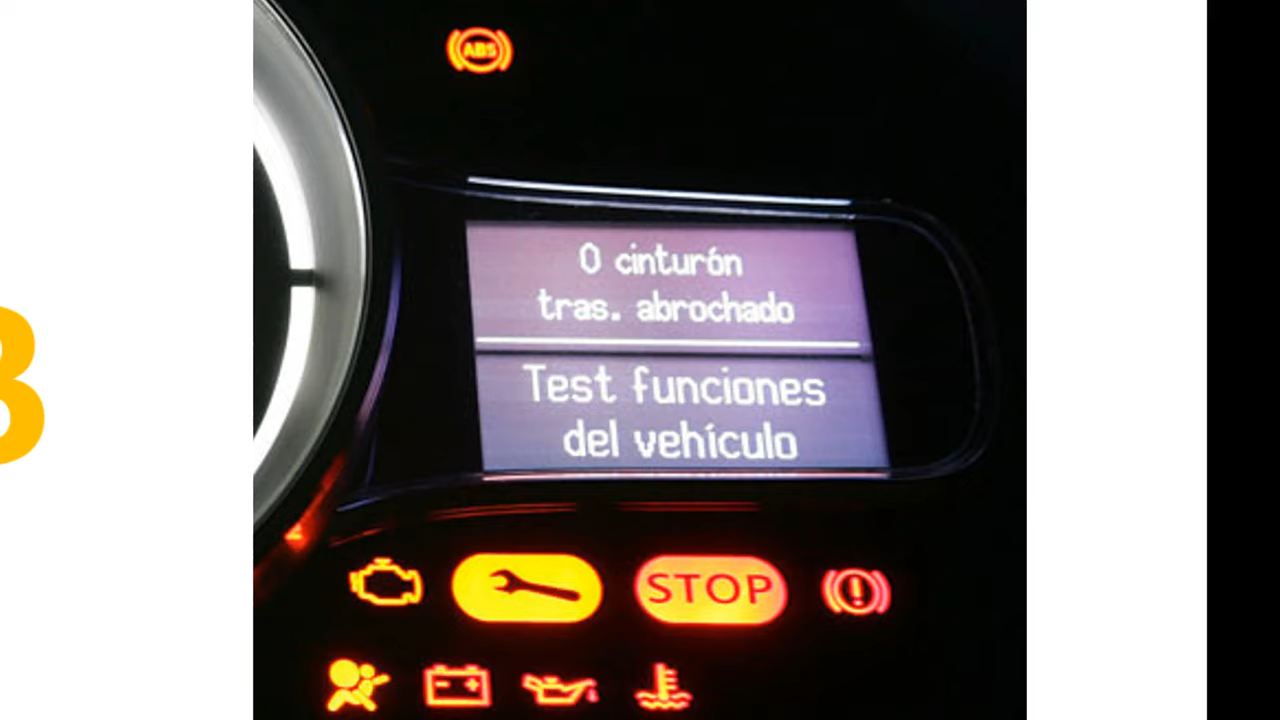 ABS
0 cinturón
tras. abrochado
Test funciones
del vehículo
STOP